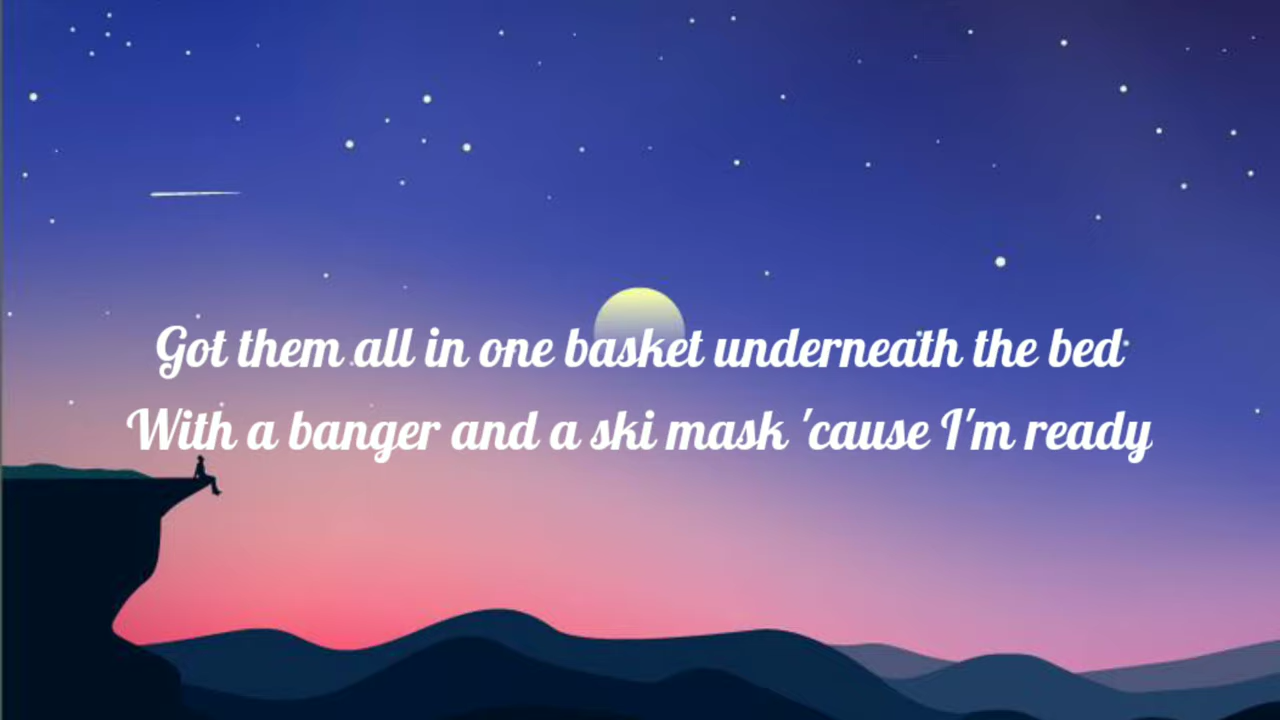 Got them all in one basket underneath the bed
With a banger and a ski mask 'cause I'm ready